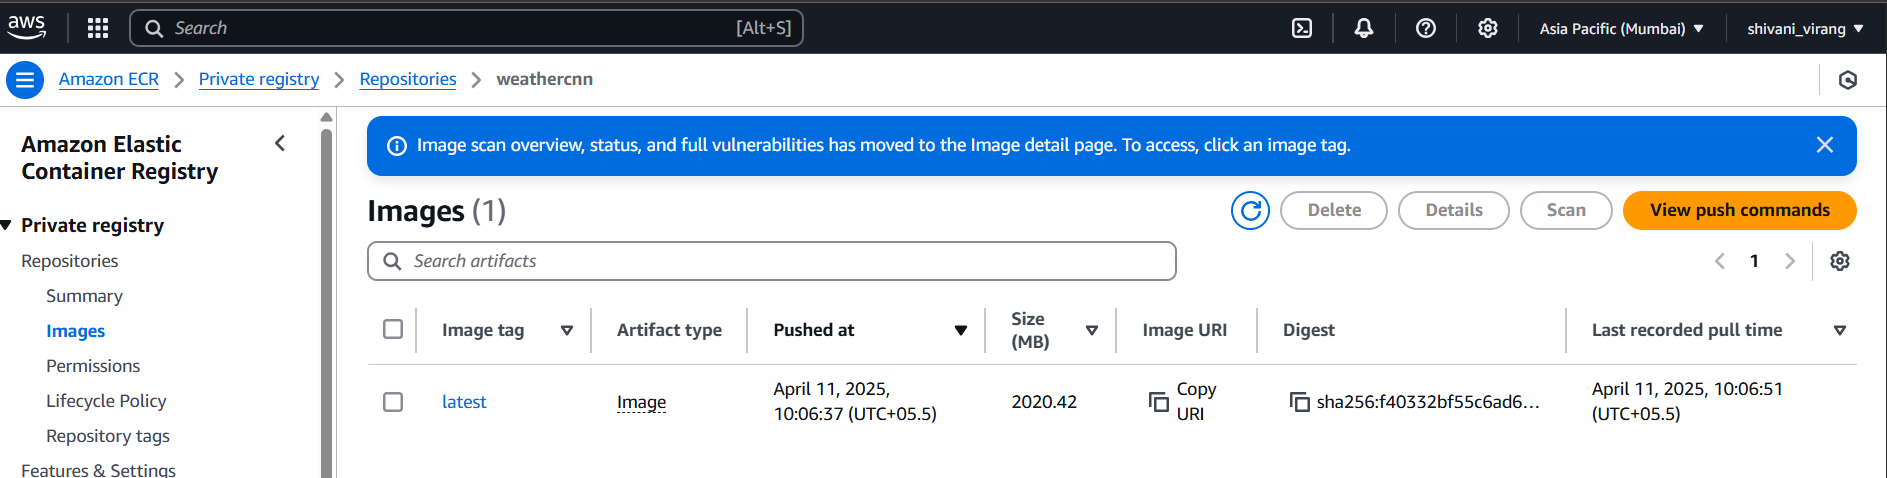 aws
Search
[Alt+S]
Asia Pacific (Mumbai)
shivani_virang
Amazon ECR
Private registry
Repositories
weathercnn
Amazon Elastic
Container Registry
Private registry
Repositories
Summary
Images
Permissions
Lifecycle Policy
Repository tags
Features & Settings
Image scan overview, status, and full vulnerabilities has moved to the Image detail page. To access, click an image tag.
Images (1)
Delete
Details
Scan
View push commands
Search artifacts
1
Image tag
Artifact type
Pushed at
Size
(MB)
Image URI
Digest
Last recorded pull time
latest
Image
April 11, 2025,
10:06:37 (UTC+05.5)
2020.42
Copy
URI
sha256:f40332bf55c6ad6...
April 11, 2025, 10:06:51
(UTC+05.5)